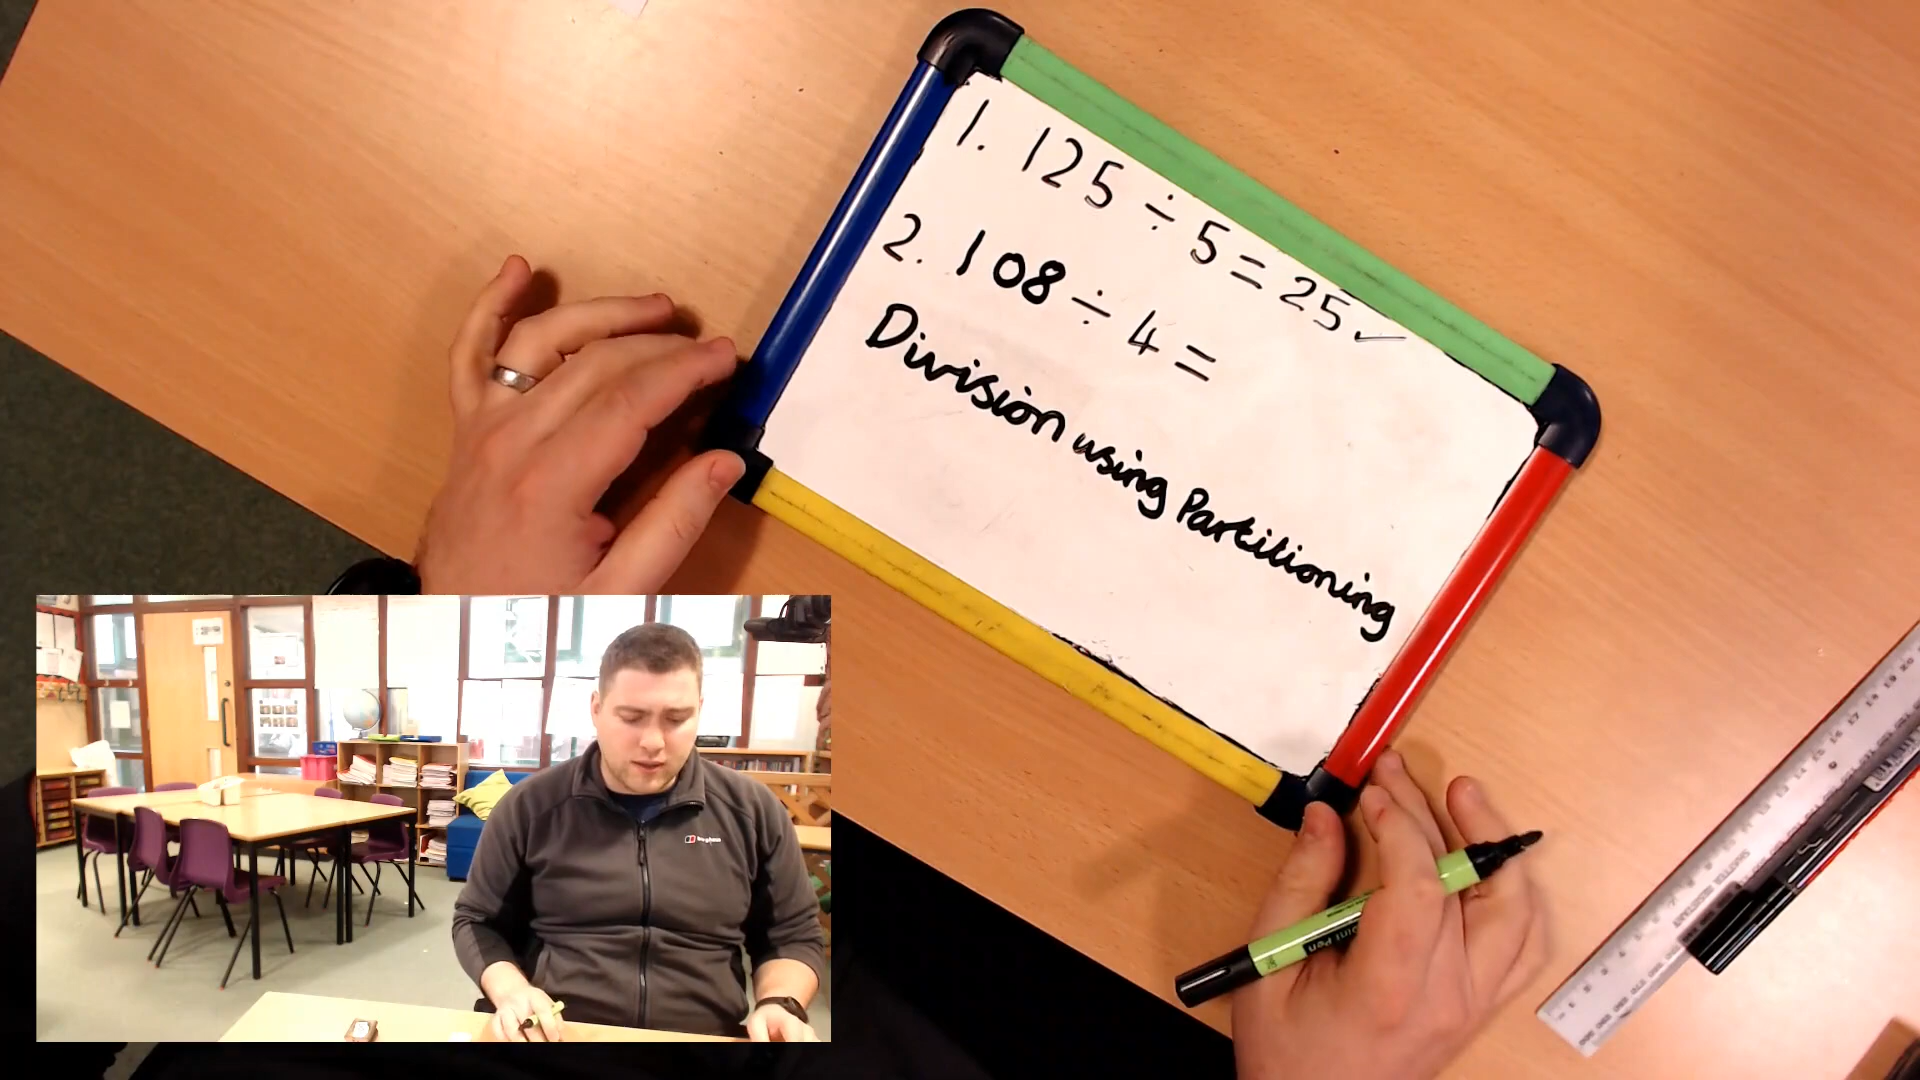 1. 125 ÷ 5 = 25 ✓
2. 108 ÷ 4 =
Division using Partitioning